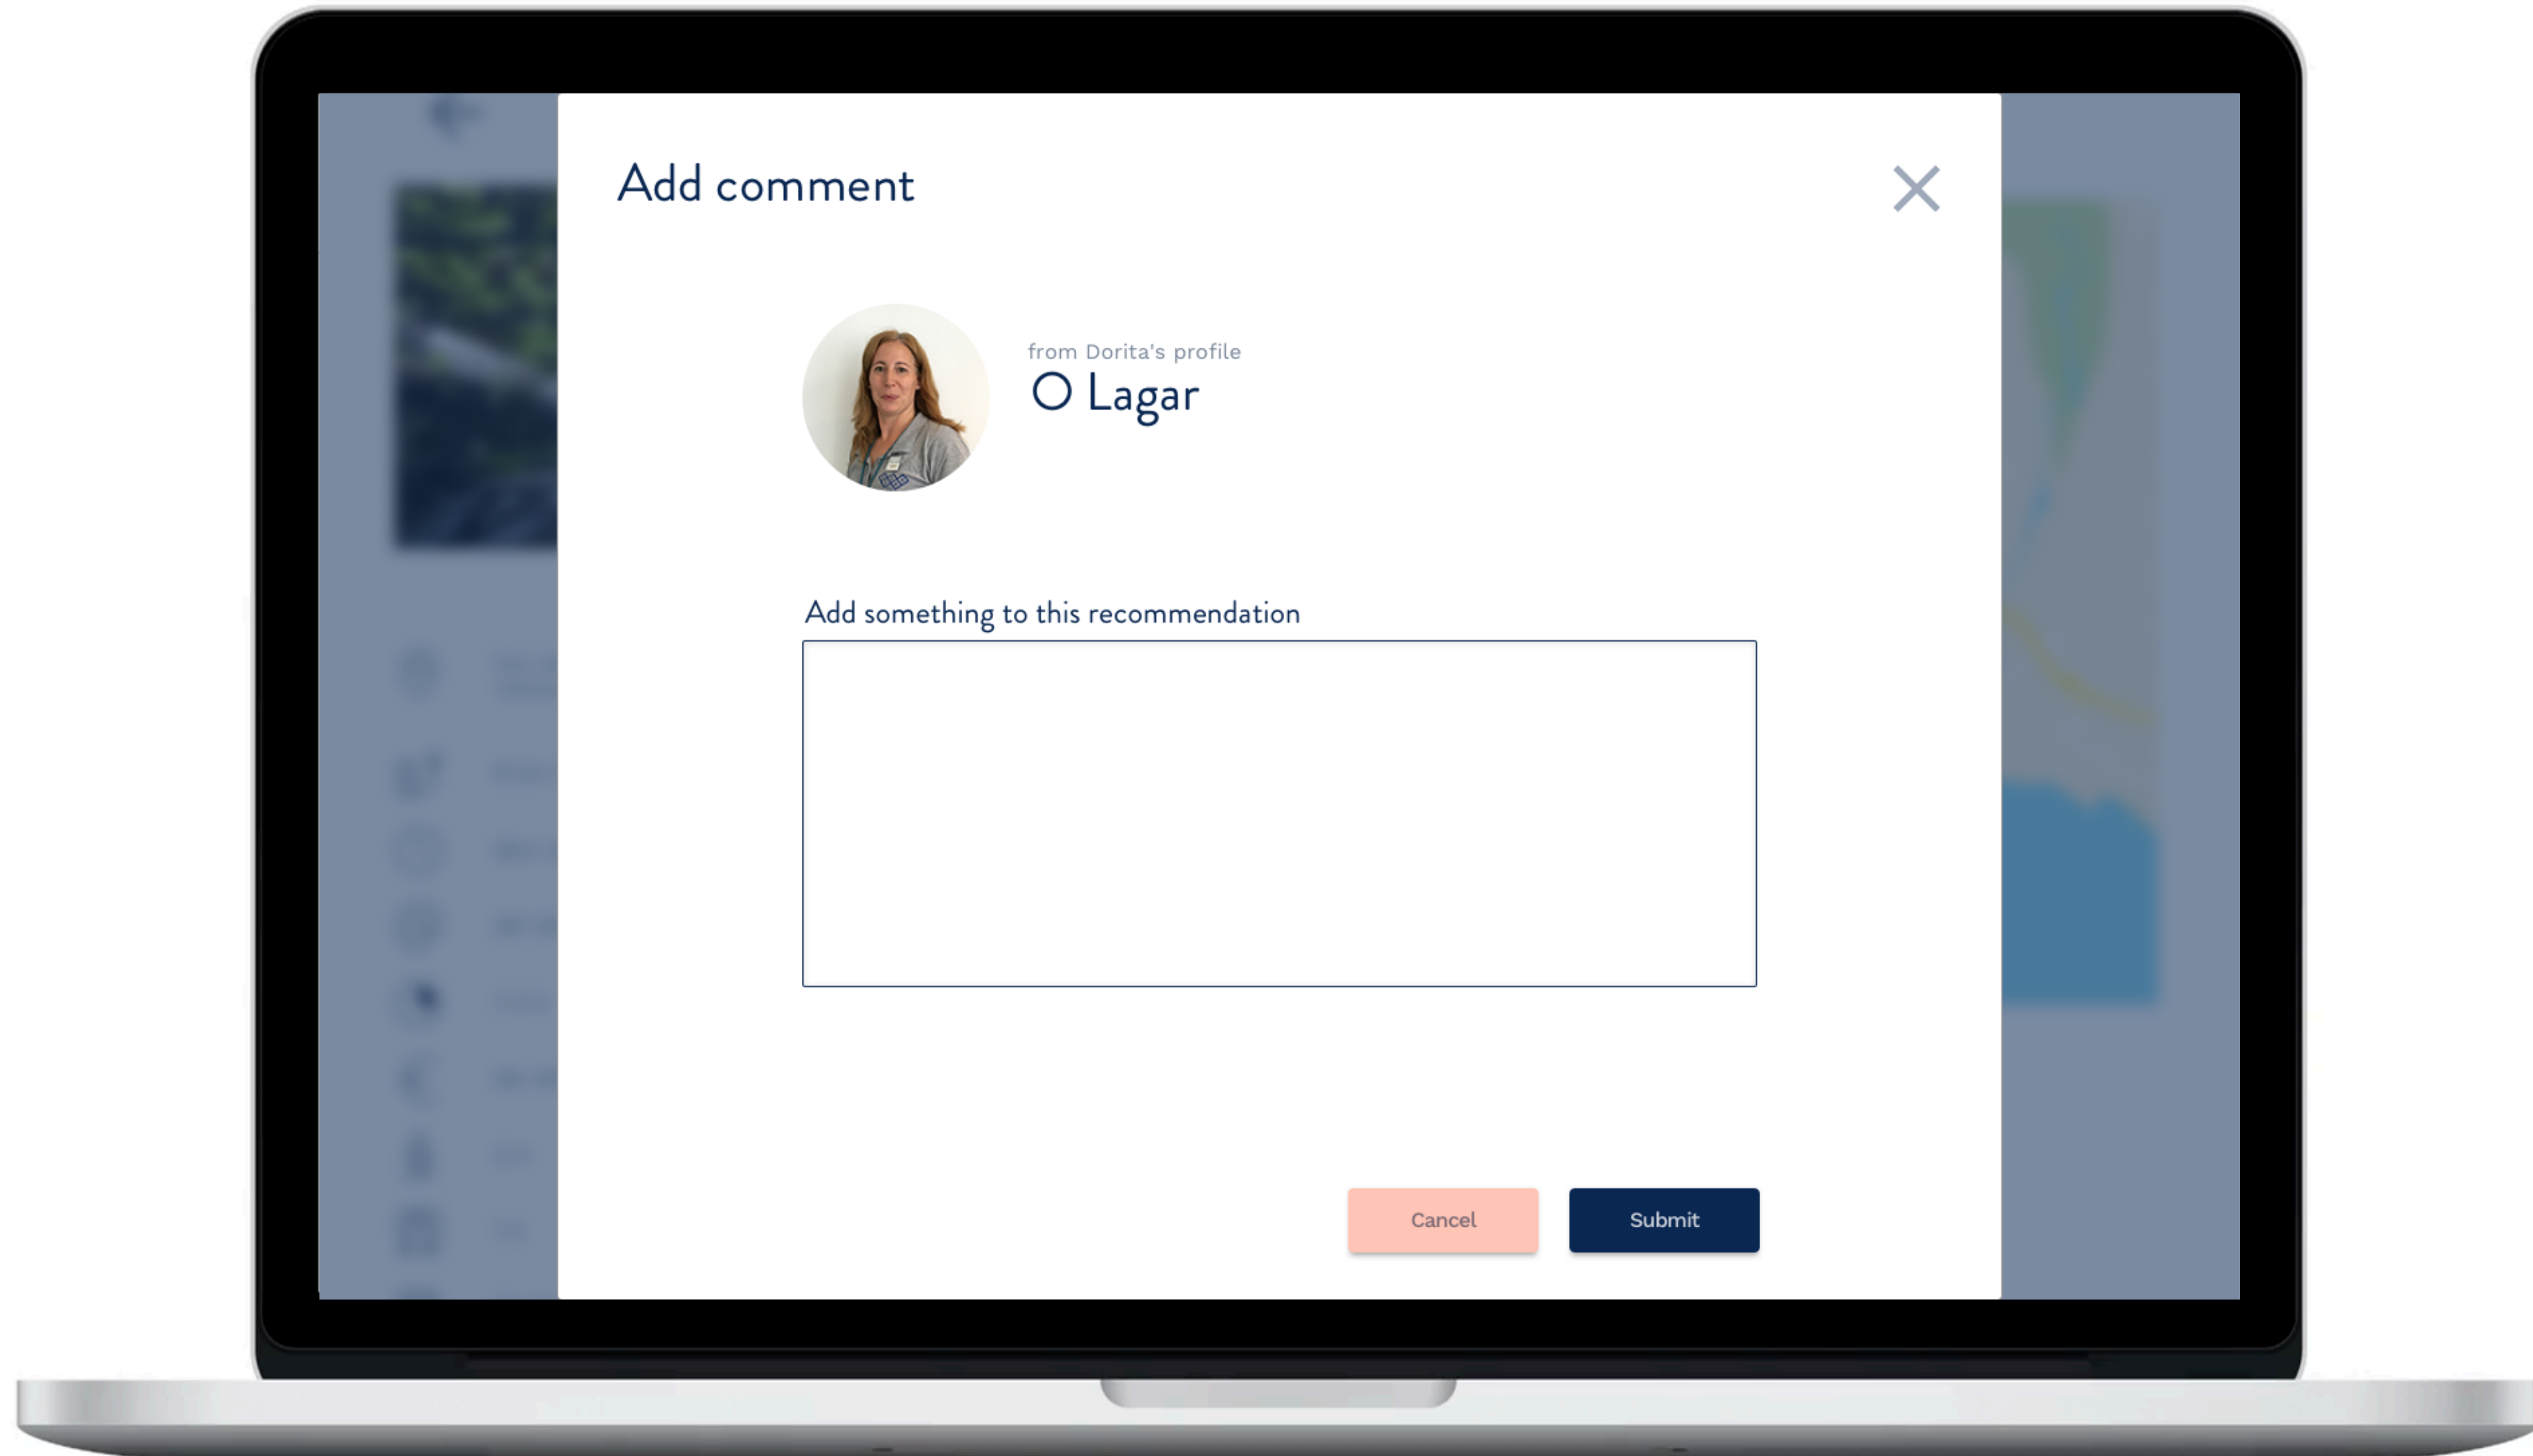 Add comment
from Dorita's profile
O Lagar
Add something to this recommendation
Cancel
Submit